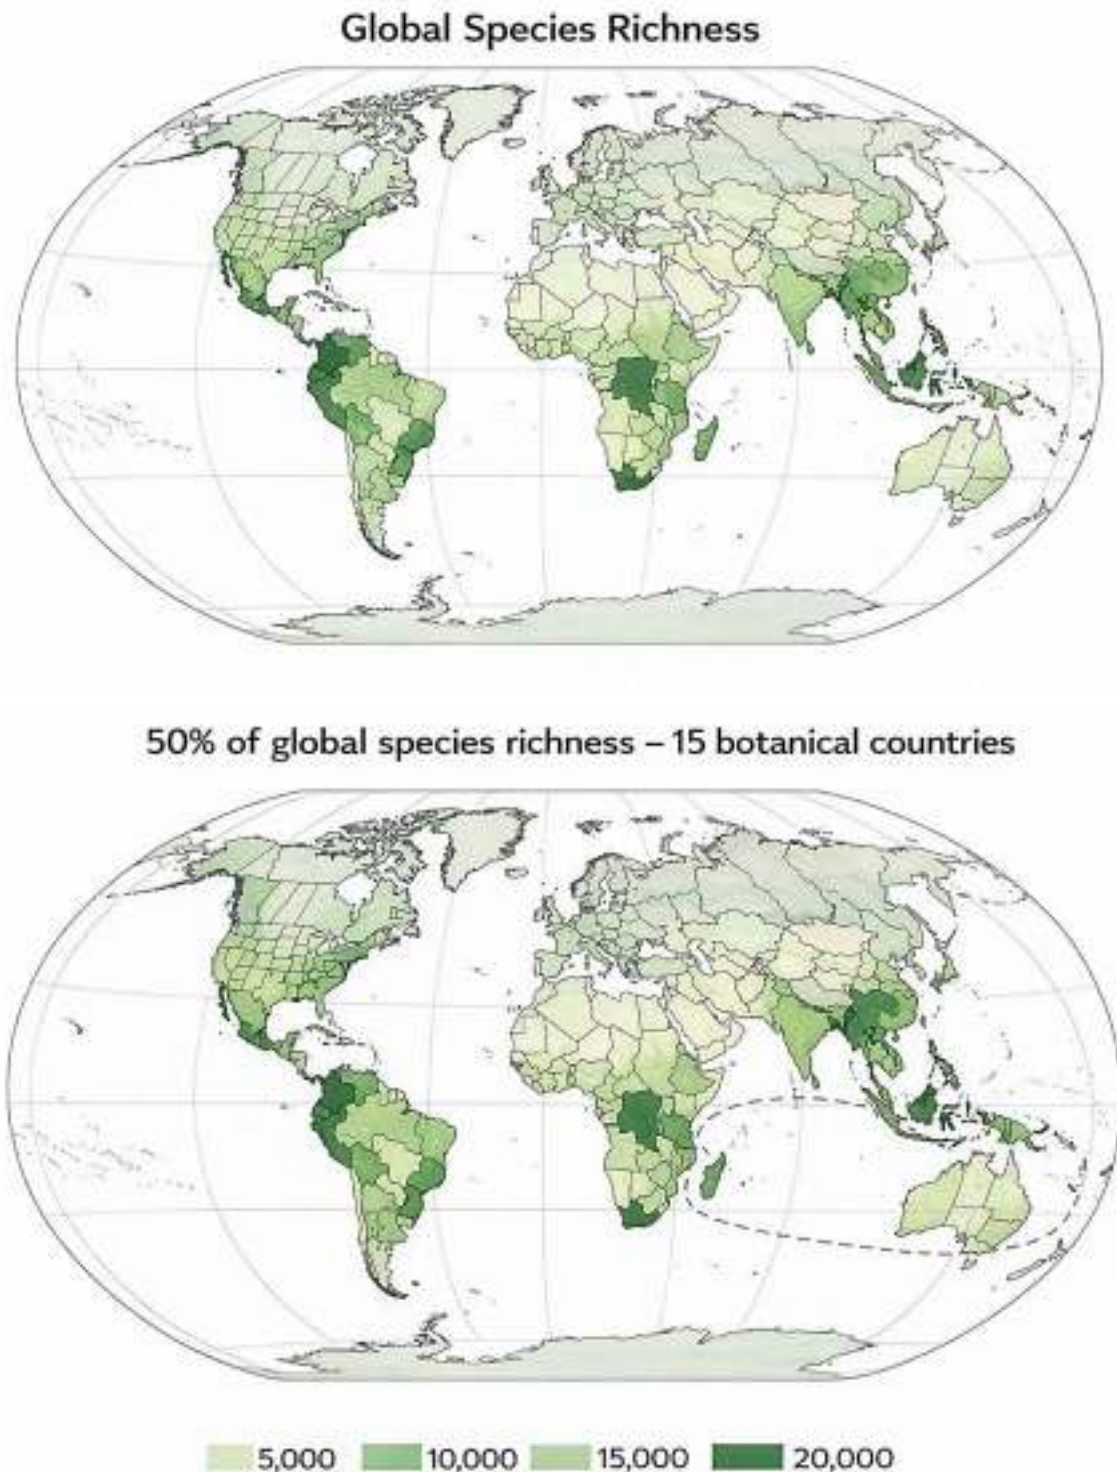 Global Species Richness
50% of global species richness – 15 botanical countries
5,000 10,000 15,000 20,000